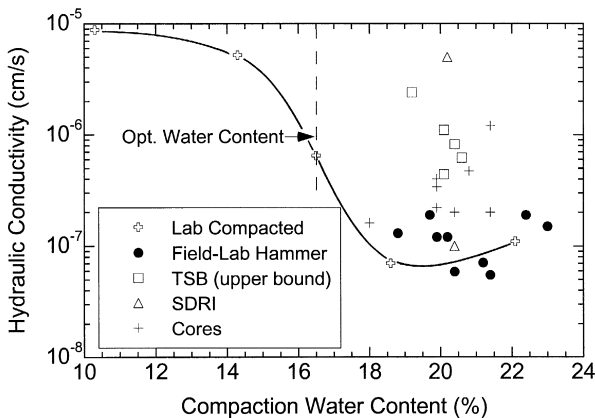 Hydraulic Conductivity (cm/s)
10-5
10-6
10-7
10-8
Opt. Water Content
Lab Compacted
Field-Lab Hammer
TSB (upper bound)
SDRI
Cores
10 12 14 16 18 20 22 24
Compaction Water Content (%)